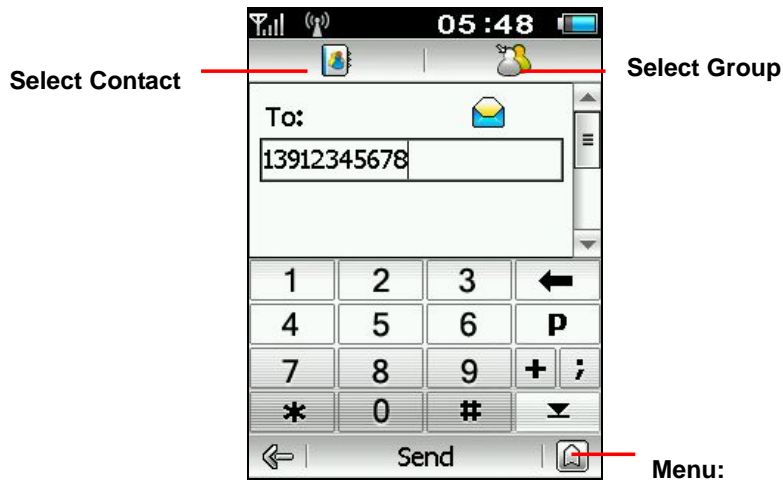 05:48
Select Contact
Select Group
To:
13912345678
1 2 3
4 5 6 P
7 8 9 + ;
* 0 #
Send
Menu: